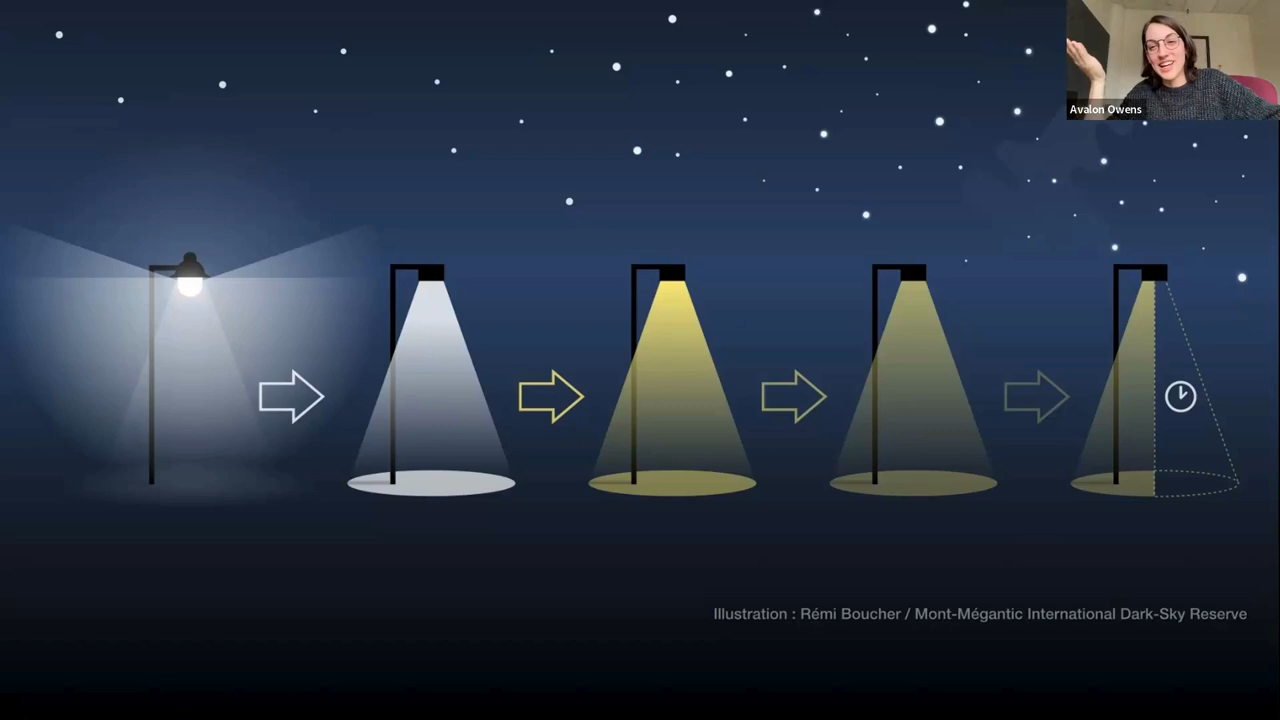 Avalon Owens
Illustration : Rémi Boucher / Mont-Mégantic International Dark-Sky Reserve